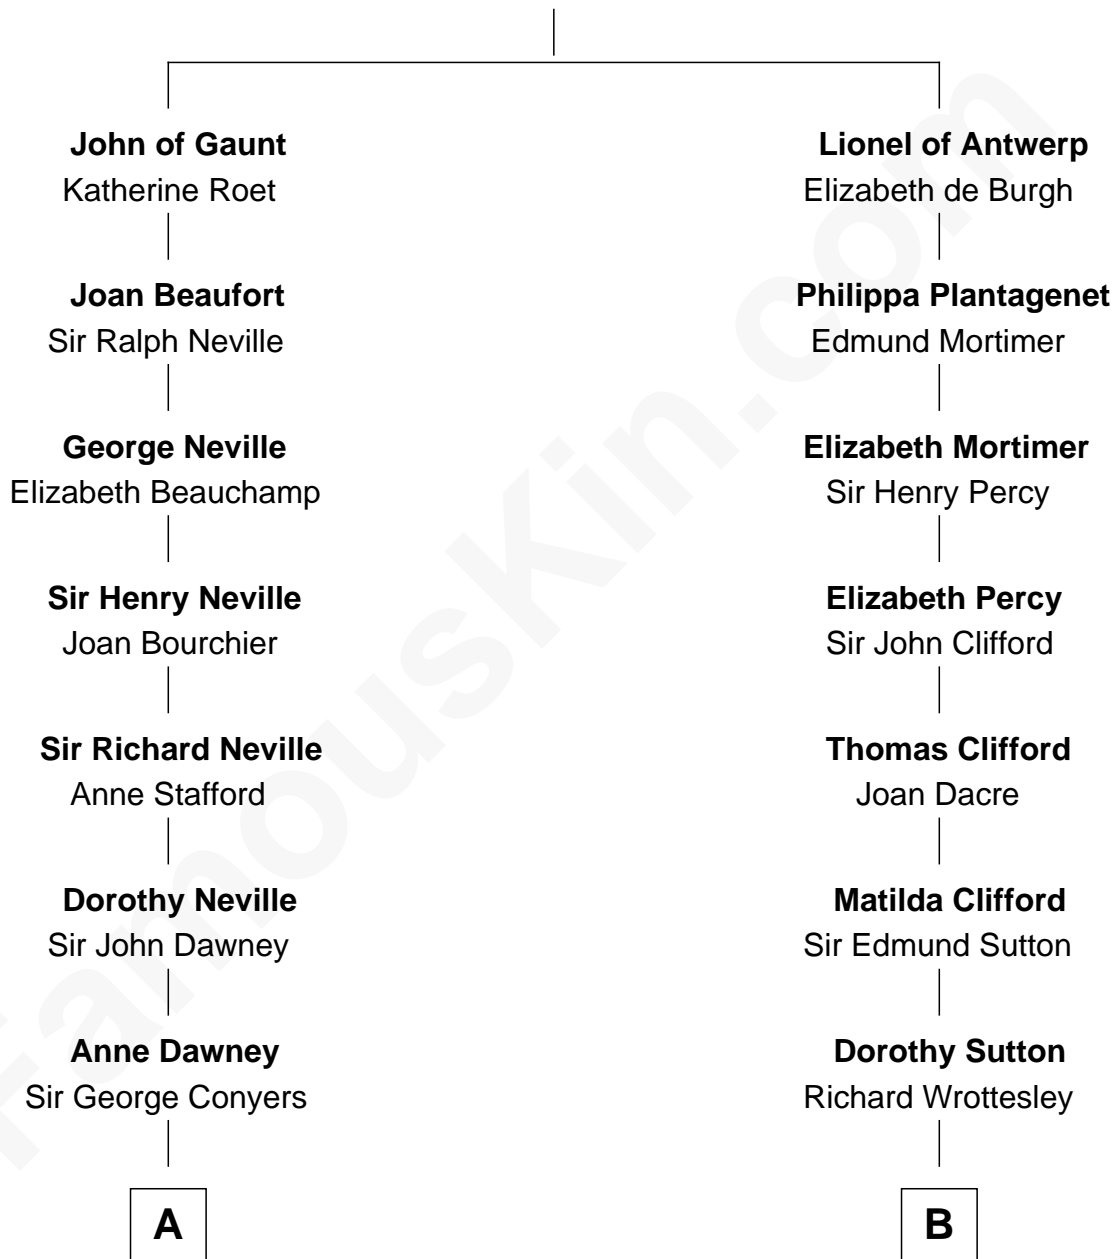 John of Gaunt
Katherine Roet
Joan Beaufort
Sir Ralph Neville
George Neville
Elizabeth Beauchamp
Sir Henry Neville
Joan Bourchier
Sir Richard Neville
Anne Stafford
Dorothy Neville
Sir John Dawney
Anne Dawney
Sir George Conyers
A
Lionel of Antwerp
Elizabeth de Burgh
Philippa Plantagenet
Edmund Mortimer
Elizabeth Mortimer
Sir Henry Percy
Elizabeth Percy
Sir John Clifford
Thomas Clifford
Joan Dacre
Matilda Clifford
Sir Edmund Sutton
Dorothy Sutton
Richard Wrottesley
B
FamousKin.com